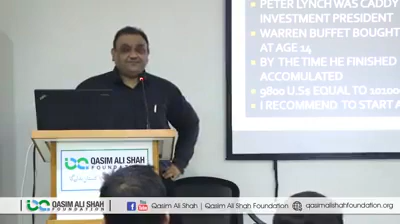 PETER LYNCH WAS CADDY
INVESTMENT PRESIDENT
WARREN BUFFET BOUGHT
AT AGE 14
BY THE TIME HE FINISHED
ACCOMULATED
9800 U.S$ EQUAL TO 10100
I RECOMMEND TO START A
QASIM ALI SHAH
FOUNDATION
QASIM ALI SHAH
FOUNDATION
Qasim Ali Shah | Qasim Ali Shah Foundation
qasimalishahfoundation.org